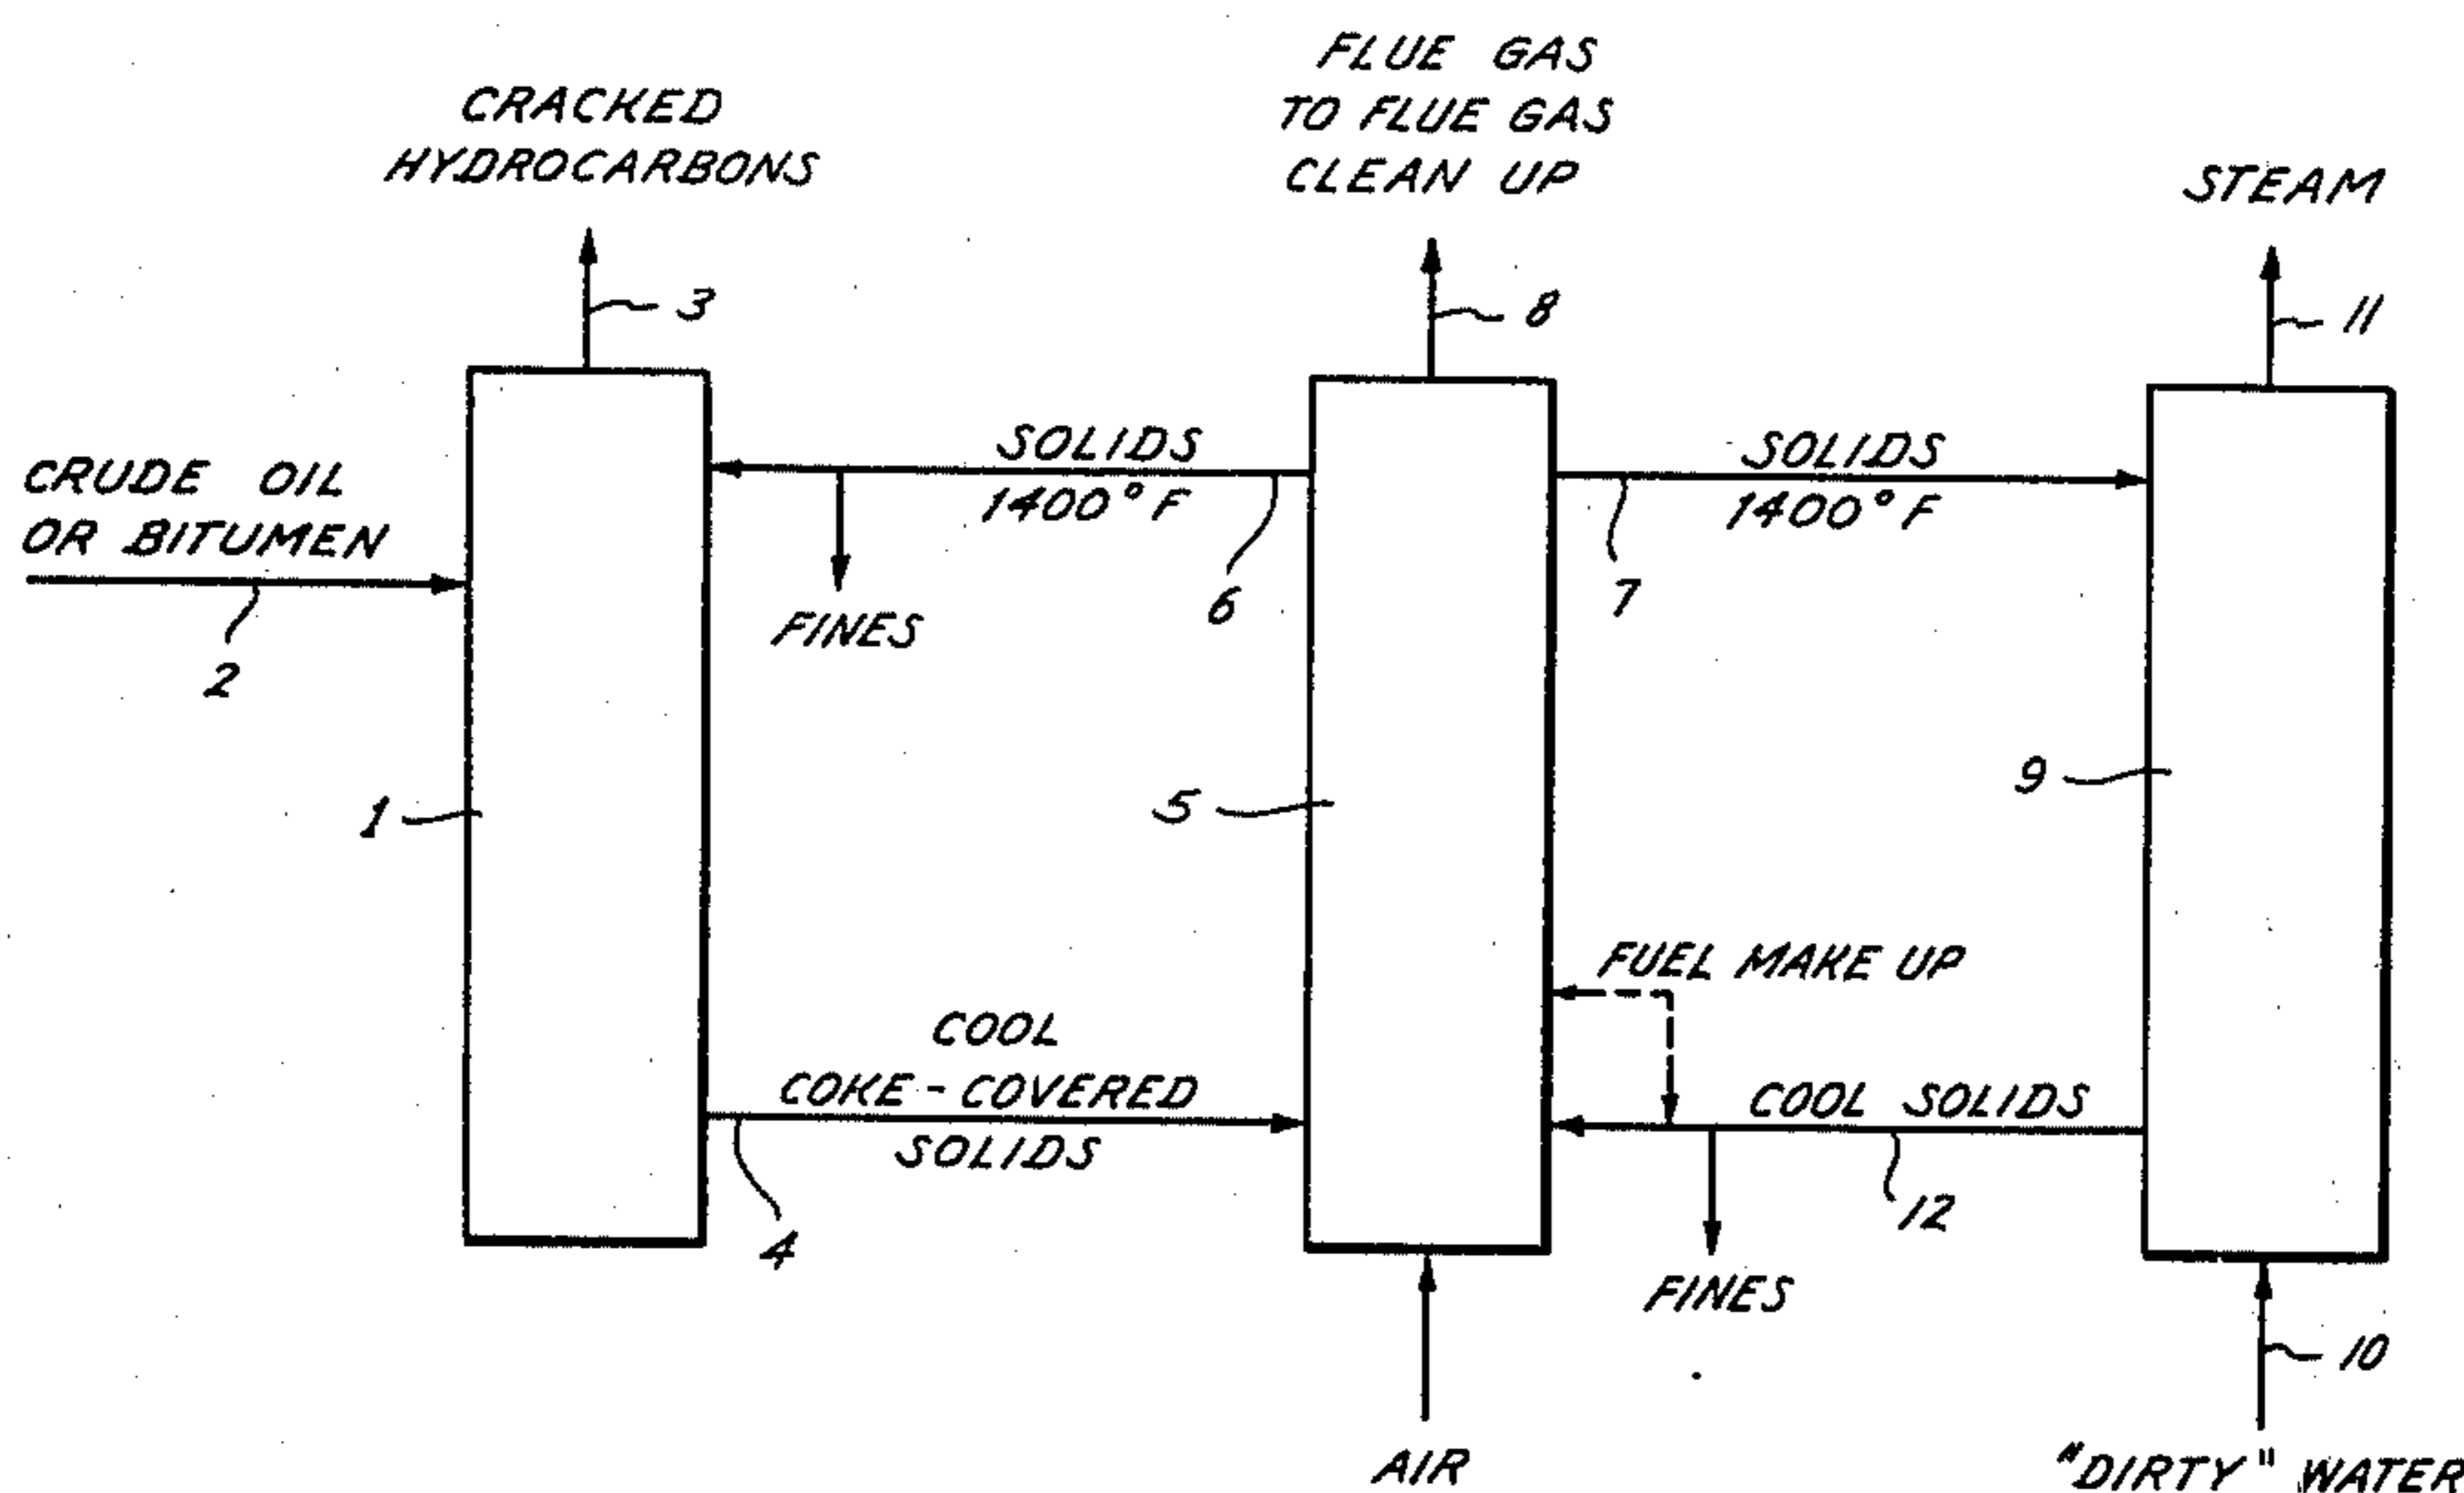 CRACKED
HYDROCARBONS
FLUE GAS
TO FLUE GAS
CLEAN UP
STEAM
3
8
11
CRUDE OIL
OR BITUMEN
2
SOLIDS
1400°F
6
FINES
SOLIDS
1400°F
7
1
5
9
FUEL MAKE UP
COOL
COKE-COVERED
SOLIDS
4
COOL SOLIDS
12
FINES
10
AIR
"DIRTY" WATER